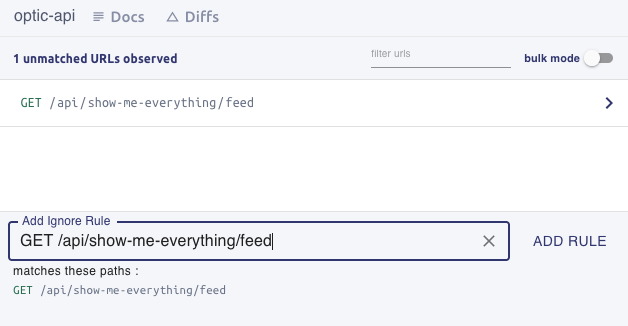 optic-api Docs Diffs
1 unmatched URLs observed filter urls bulk mode
GET /api/show-me-everything/feed
Add Ignore Rule
GET /api/show-me-everything/feed ADD RULE
matches these paths :
GET /api/show-me-everything/feed